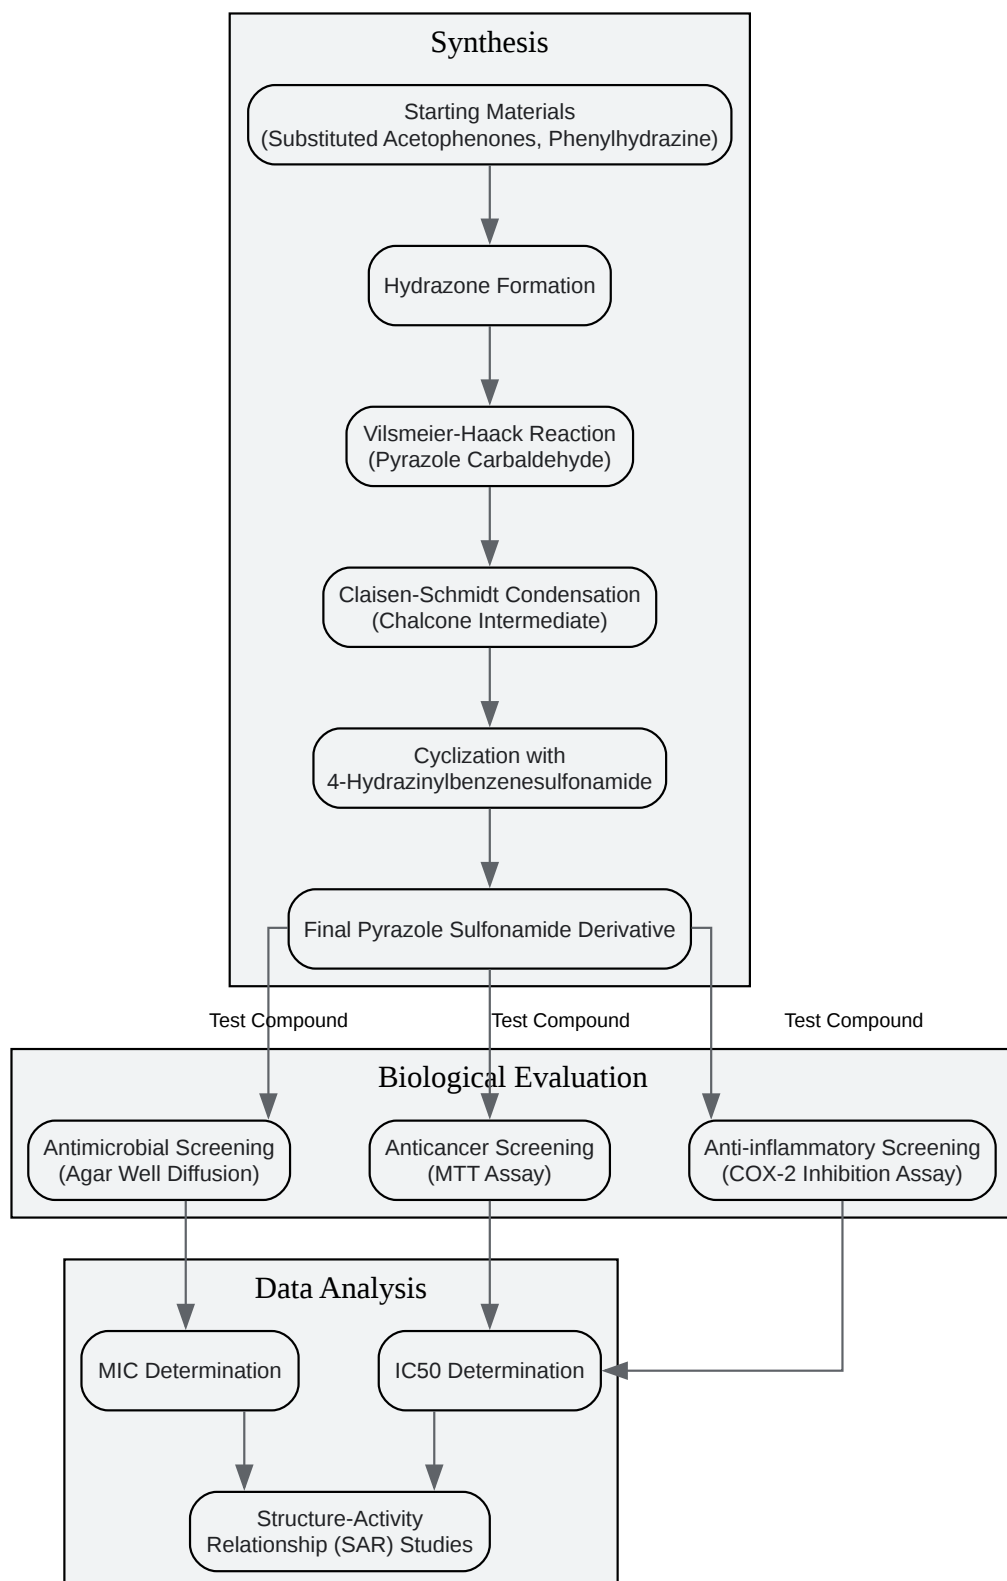 Synthesis
Starting Materials
(Substituted Acetophenones, Phenylhydrazine)
Hydrazone Formation
Vilsmeier-Haack Reaction
(Pyrazole Carbaldehyde)
Claisen-Schmidt Condensation
(Chalcone Intermediate)
Cyclization with
4-Hydrazinylbenzenesulfonamide
Final Pyrazole Sulfonamide Derivative
Test Compound
Test Compound
Test Compound
Biological Evaluation
Antimicrobial Screening
(Agar Well Diffusion)
Anticancer Screening
(MTT Assay)
Anti-inflammatory Screening
(COX-2 Inhibition Assay)
Data Analysis
MIC Determination
IC50 Determination
Structure-Activity
Relationship (SAR) Studies